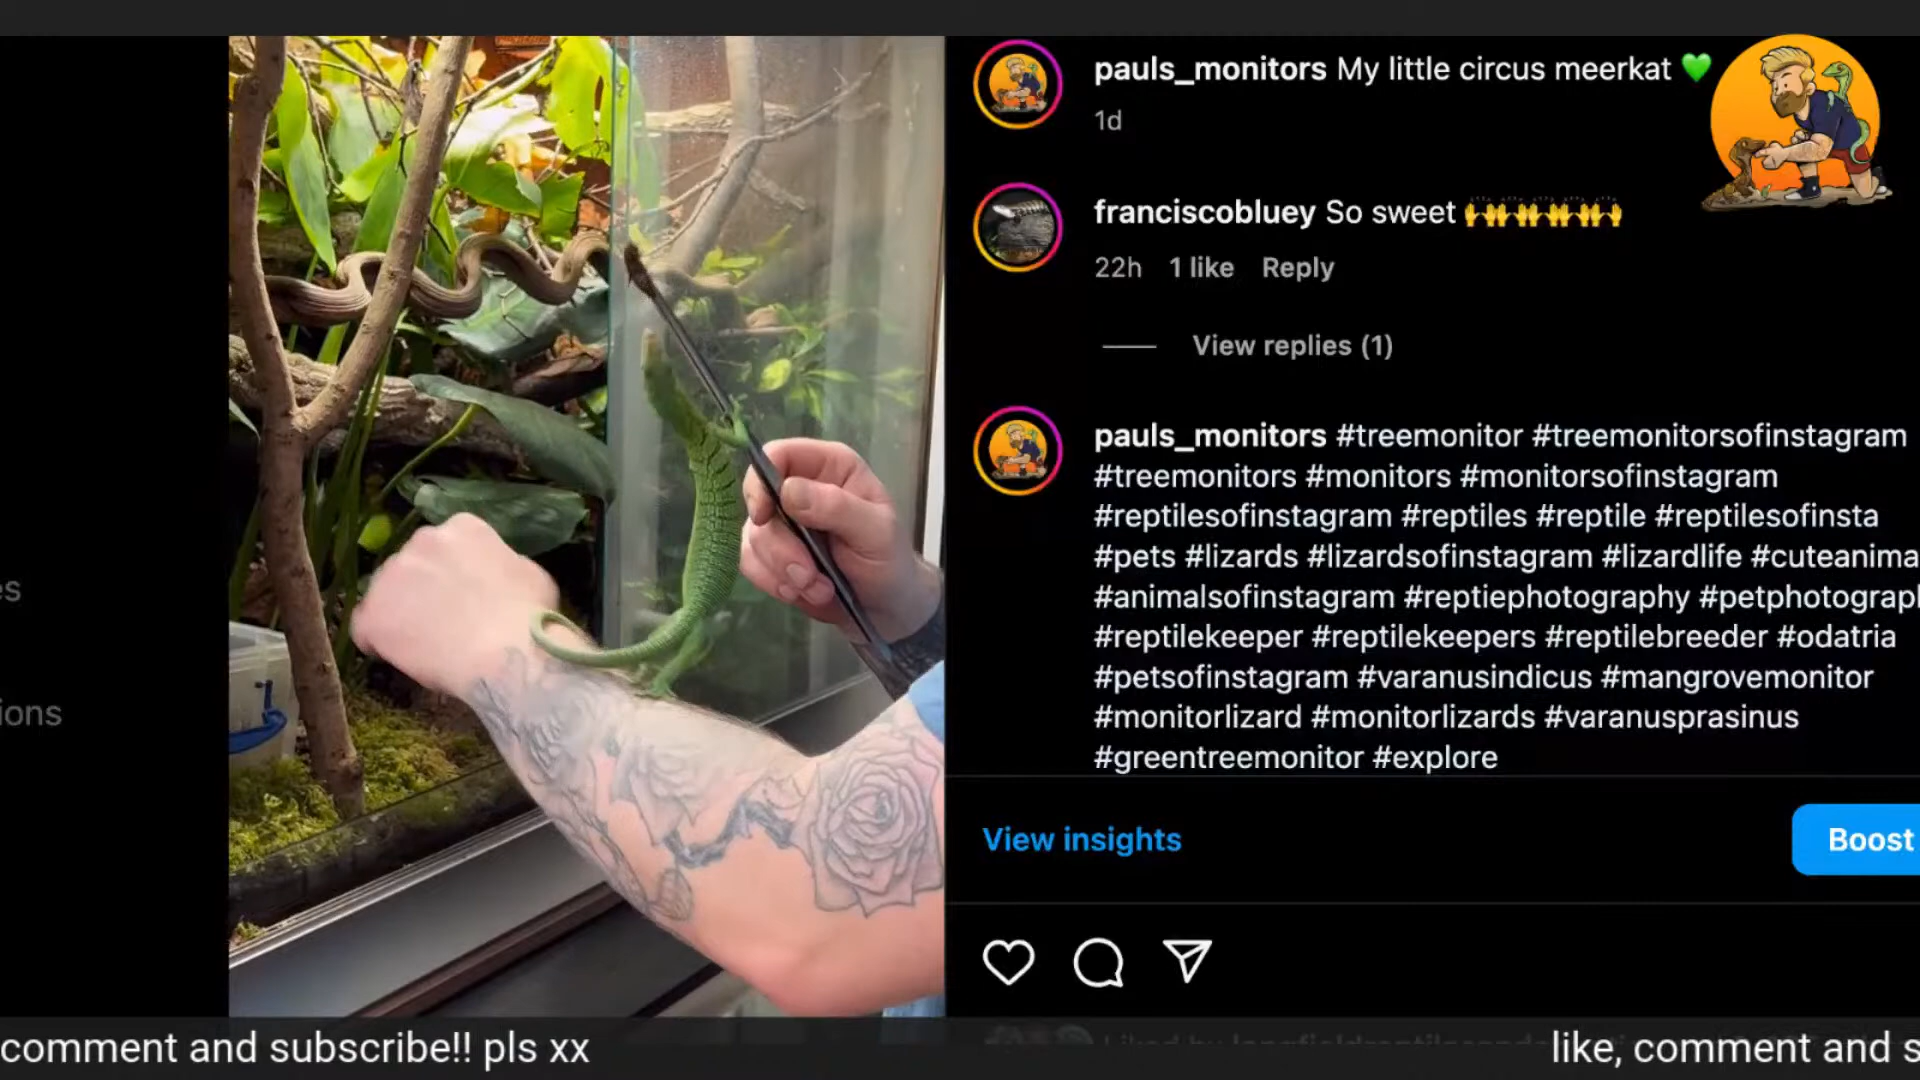 pauls_monitors My little circus meerkat 💚
1d
franciscobluey So sweet 🙌🙌🙌🙌
22h 1 like Reply
View replies (1)
pauls_monitors #treemonitor #treemonitorsofinstagram
#treemonitors #monitors #monitorsofinstagram
#reptilesofinstagram #reptiles #reptile #reptilesofinsta
#pets #lizards #lizardsofinstagram #lizardlife #cuteanima
#animalsofinstagram #reptiephotography #petphotograph
#reptilekeeper #reptilekeepers #reptilebreeder #odatria
#petsofinstagram #varanusindicus #mangrovemonitor
#monitorlizard #monitorlizards #varanusprasinus
#greentreemonitor #explore
es
ions
View insights
Boost
comment and subscribe!! pls xx
like, comment and s